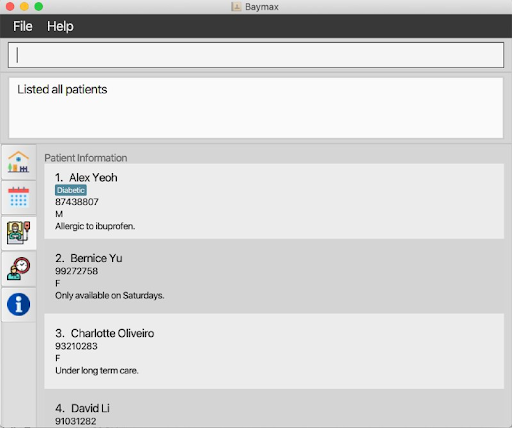 Baymax
File Help
Listed all patients
Patient Information
1. Alex Yeoh
Diabetic
87438807
M
Allergic to ibuprofen.
2. Bernice Yu
99272758
F
Only available on Saturdays.
3. Charlotte Oliveiro
93210283
F
Under long term care.
4. David Li
91031282